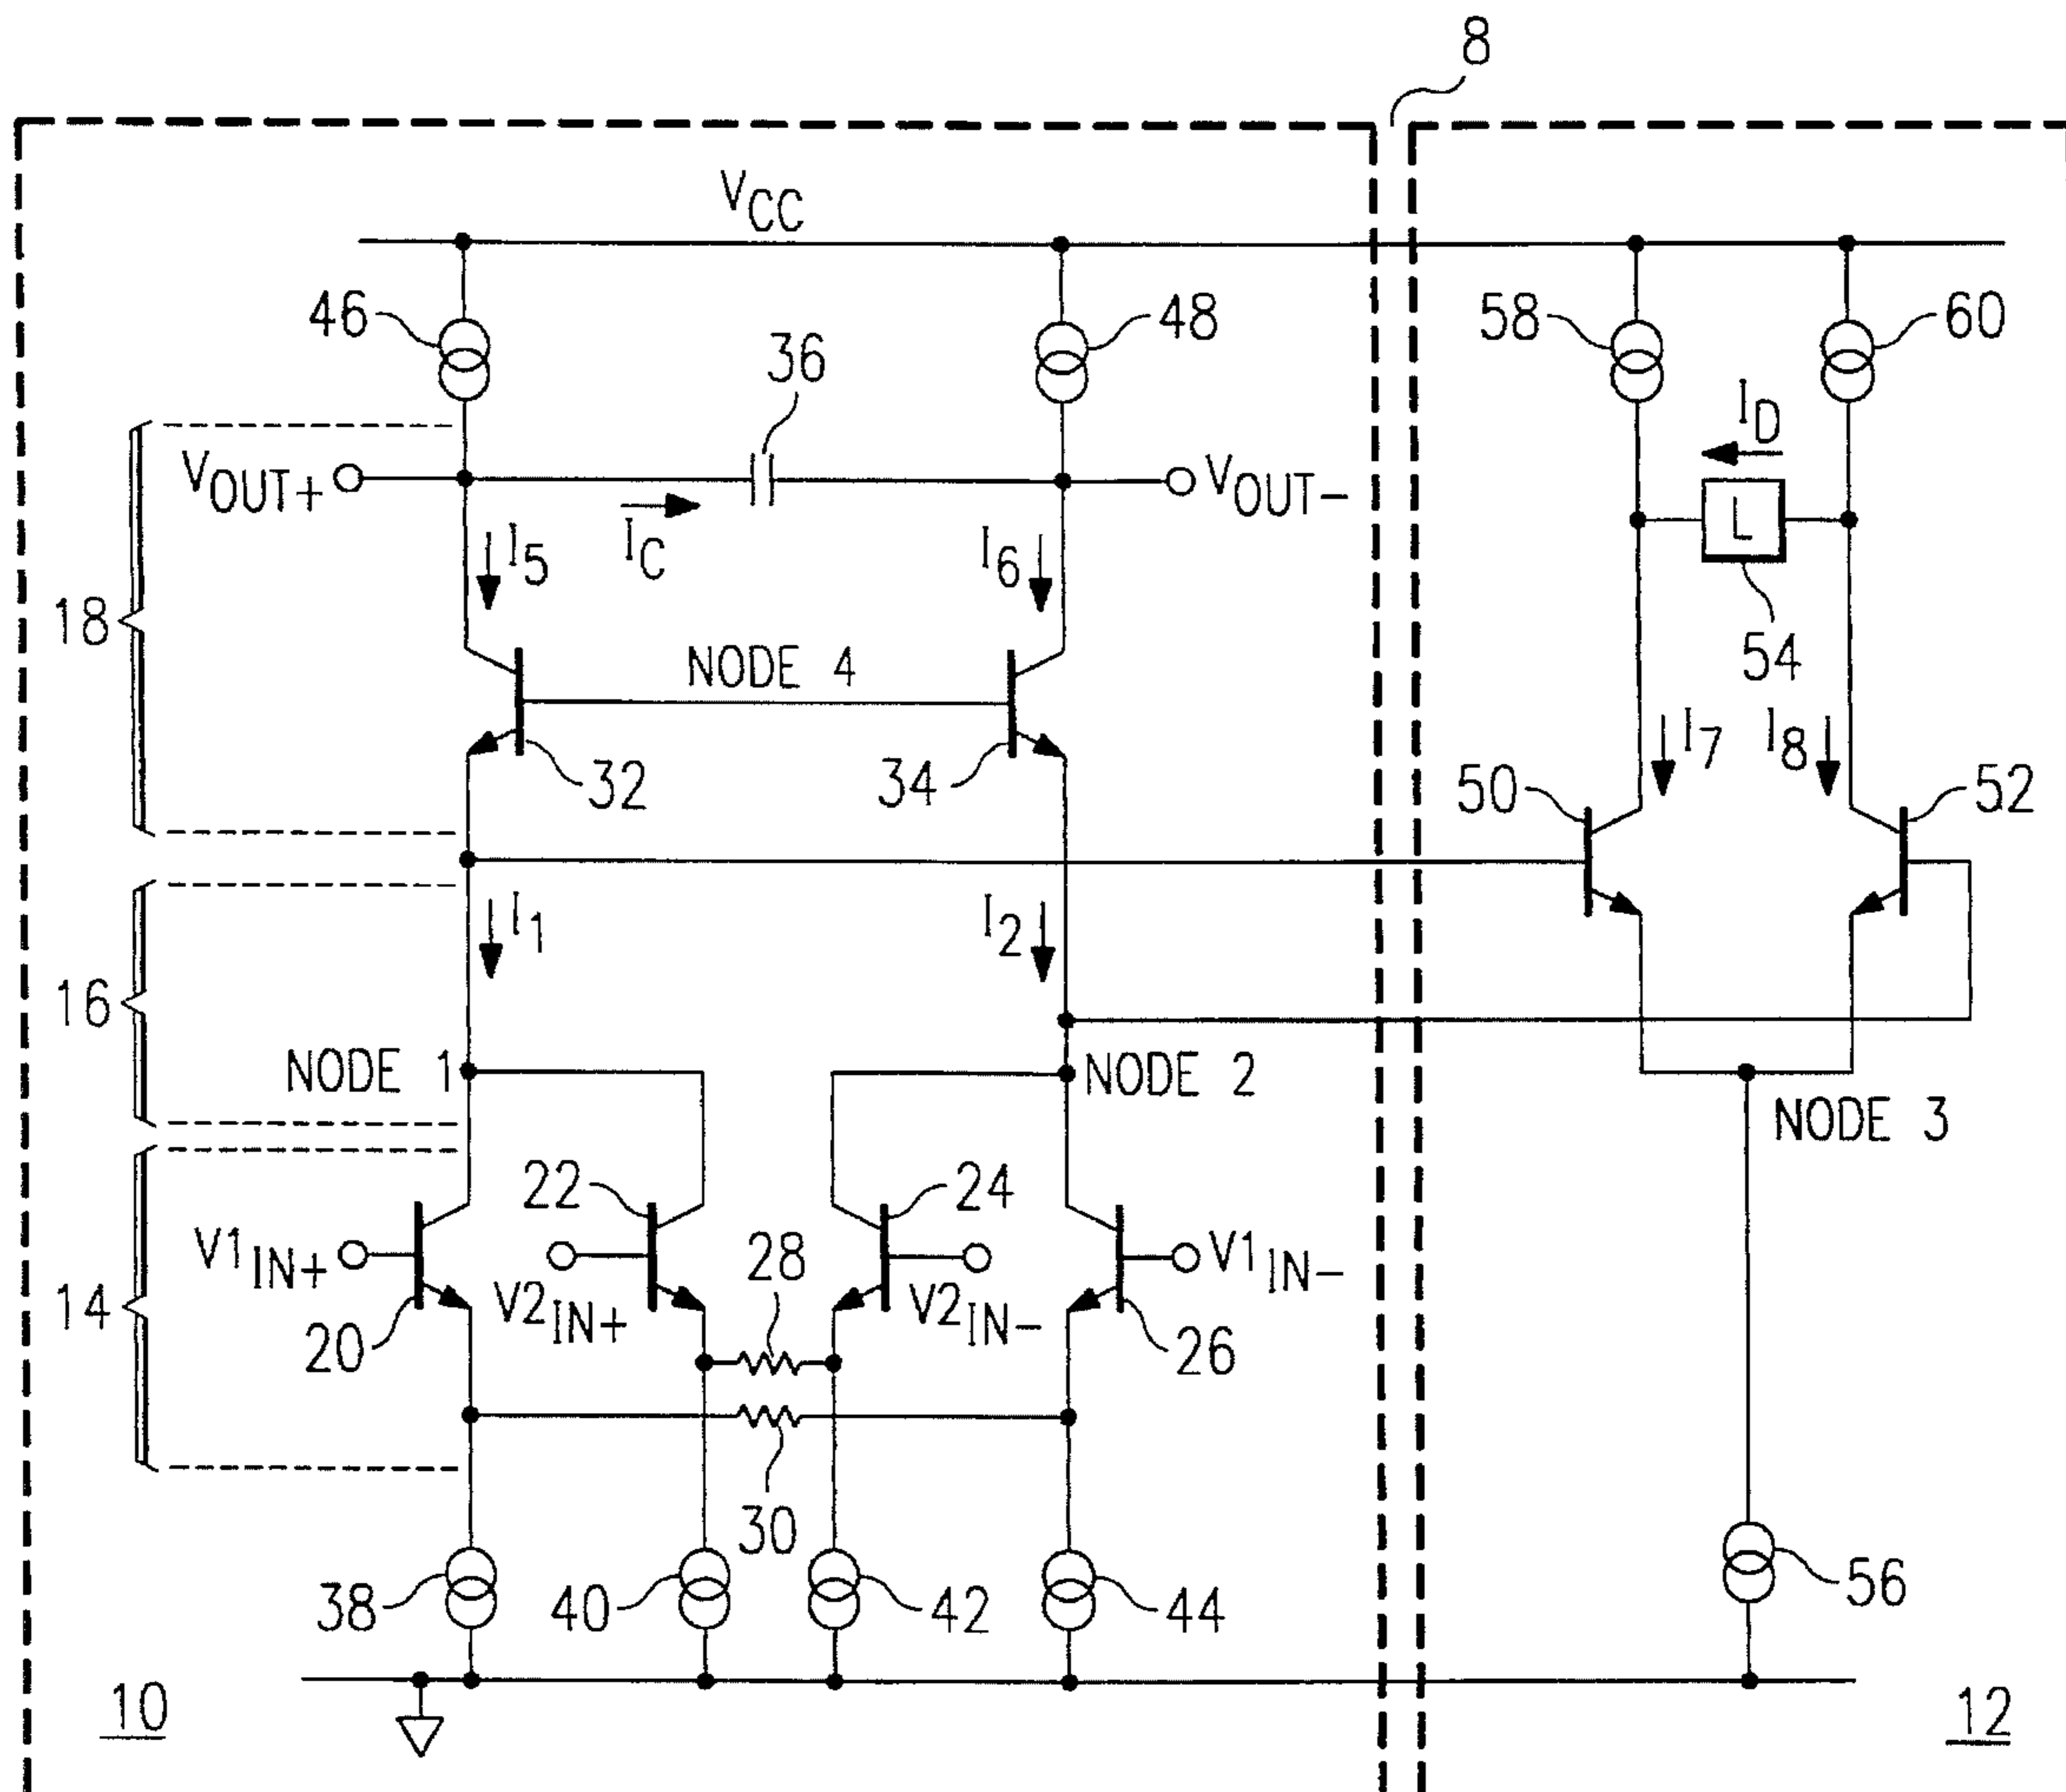 8
VCC
46
48
58
60
36
ID
VOUT+
VOUT−
L
IC
I5
I6
54
18
NODE 4
I7
I8
32
34
50
52
I1
I2
16
NODE 1
NODE 2
NODE 3
22
24
28
V1IN+
V2IN+
V2IN−
V1IN−
14
20
26
30
38
40
42
44
56
10
12